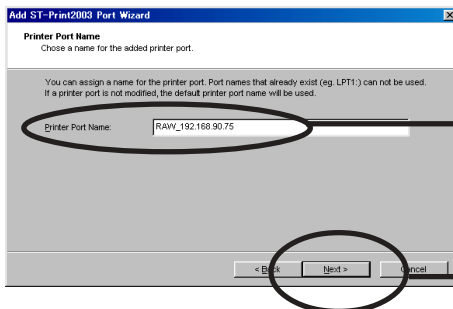 Add ST-Print2003 Port Wizard
Printer Port Name
Chose a name for the added printer port.
You can assign a name for the printer port. Port names that already exist (eg. LPT1:) can not be used.
If a printer port is not modified, the default printer port name will be used.
Printer Port Name:
RAW_192.168.90.75
< Back
Next >
Cancel